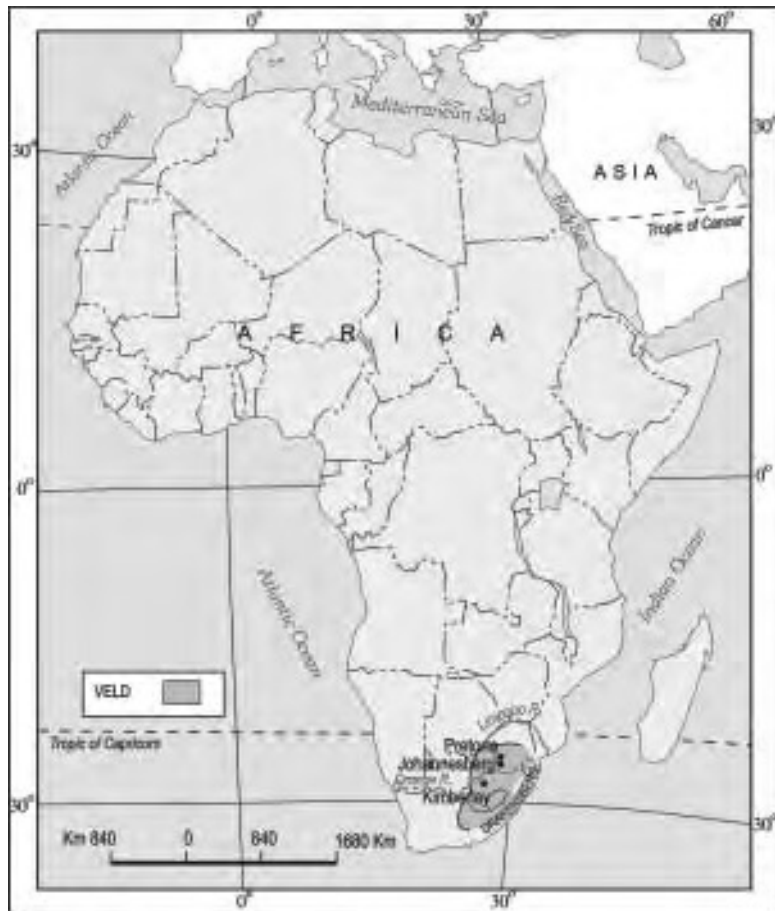 0° 30° 60°
Mediterranean Sea
Atlantic Ocean
30° 30°
ASIA
Red Sea
Tropic of Cancer
AFRICA
0° 0°
Atlantic Ocean
Indian Ocean
VELD
Limpopo R.
Tropic of Capricorn
Pretoria
Johannesberg
Orange R.
Kimberley
30° 30°
Km 840 0 840 1680 Km
0° 30°